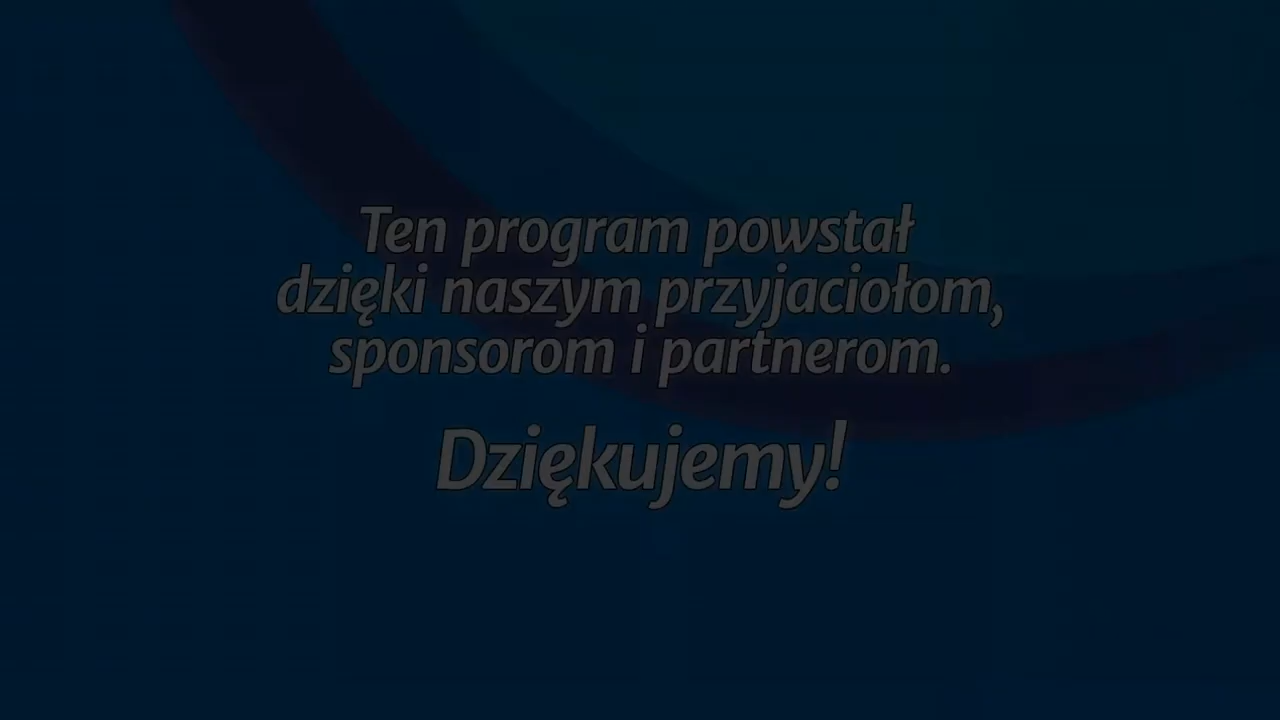 Ten program powstał
dzięki naszym przyjaciołom,
sponsorom i partnerom.
Dziękujemy!